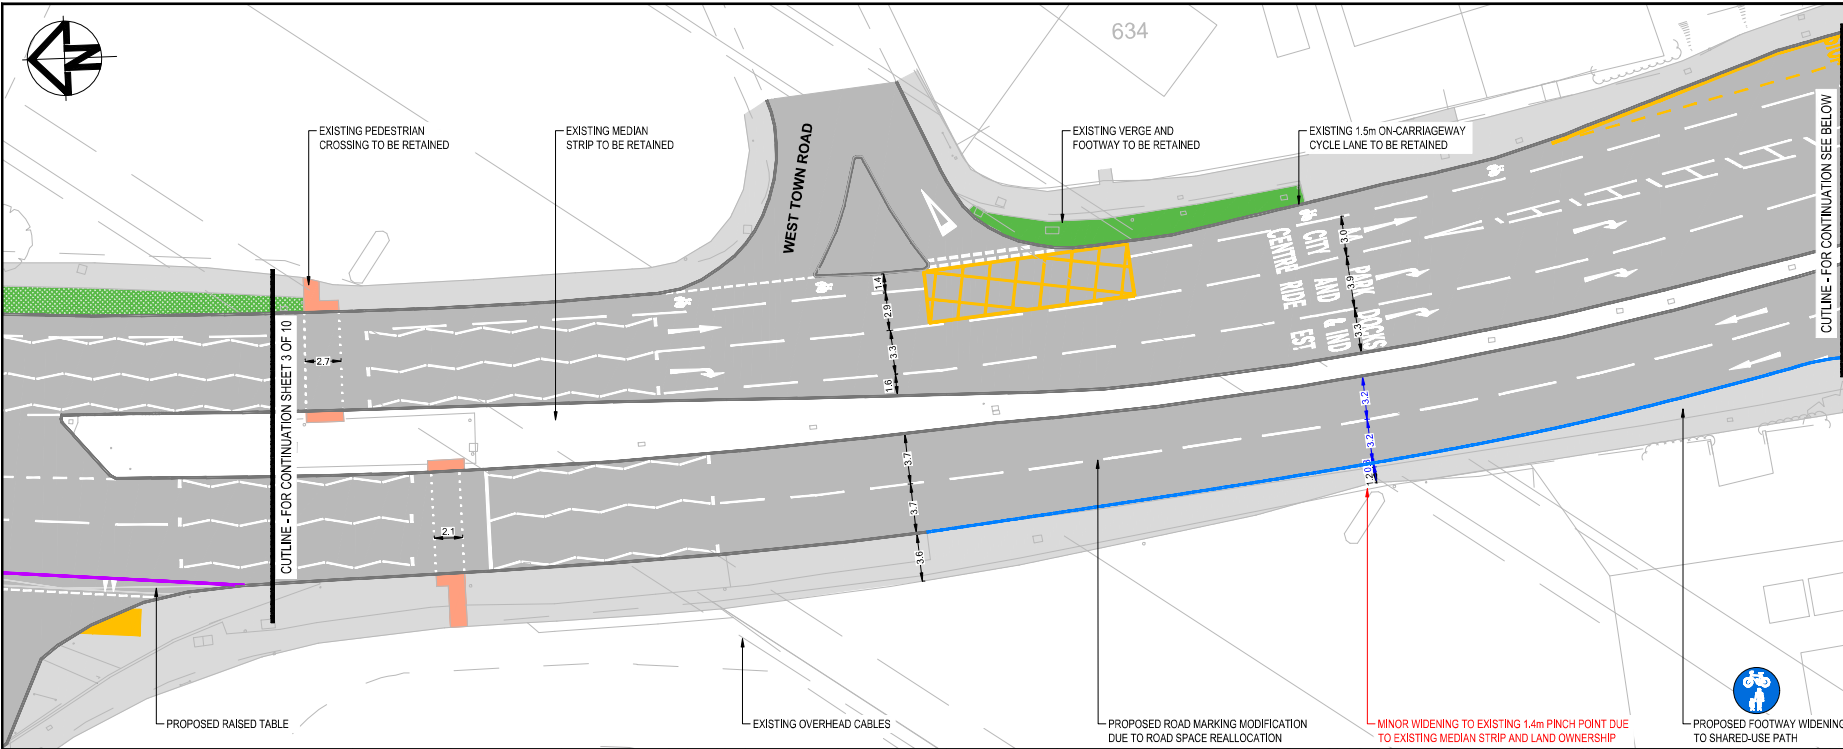 634
N
EXISTING PEDESTRIAN
CROSSING TO BE RETAINED
EXISTING MEDIAN
STRIP TO BE RETAINED
WEST TOWN ROAD
EXISTING VERGE AND
FOOTWAY TO BE RETAINED
EXISTING 1.5m ON-CARRIAGEWAY
CYCLE LANE TO BE RETAINED
CUTLINE - FOR CONTINUATION SEE BELOW
CUTLINE - FOR CONTINUATION SHEET 3 OF 10
CITY
CENTRE
PARK
AND
RIDE
DOCKS
& IND
EST
2.7
1.4
2.9
3.3
1.6
3.0
3.9
3.3
3.2
3.2
3.7
3.7
3.6
2.1
PROPOSED RAISED TABLE
EXISTING OVERHEAD CABLES
PROPOSED ROAD MARKING MODIFICATION
DUE TO ROAD SPACE REALLOCATION
MINOR WIDENING TO EXISTING 1.4m PINCH POINT DUE
TO EXISTING MEDIAN STRIP AND LAND OWNERSHIP
PROPOSED FOOTWAY WIDENING
TO SHARED-USE PATH